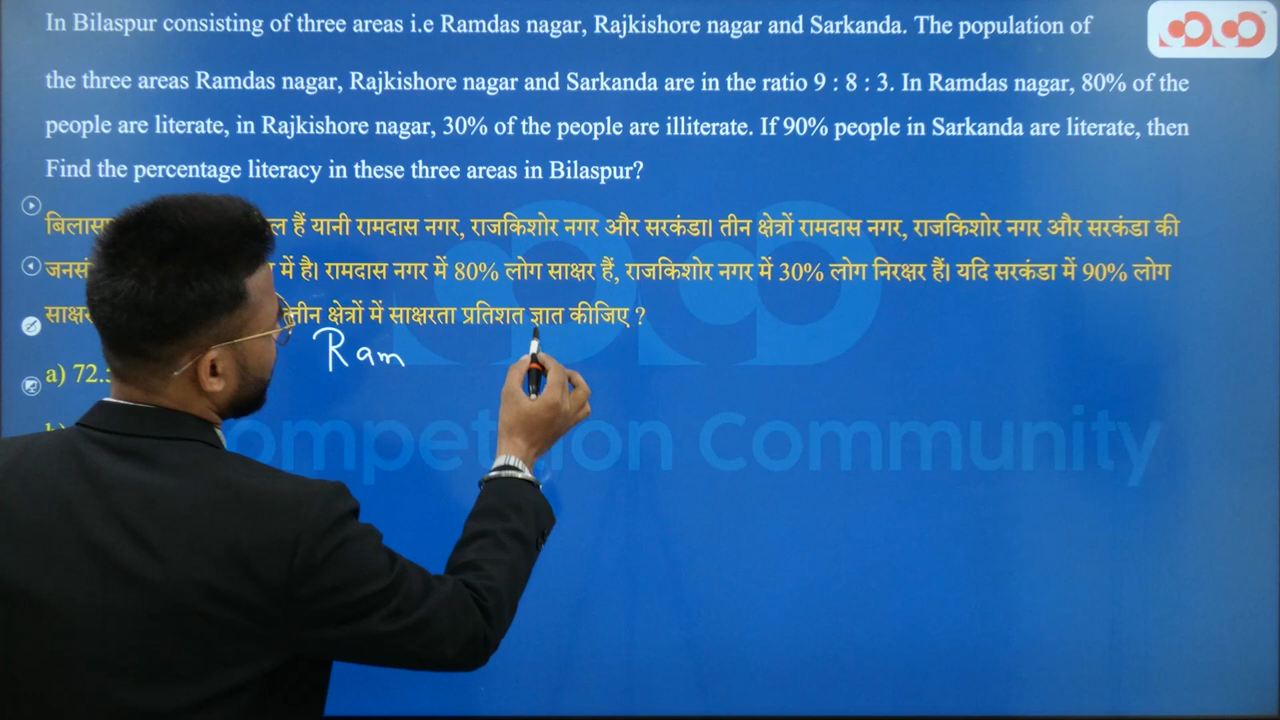 In Bilaspur consisting of three areas i.e Ramdas nagar, Rajkishore nagar and Sarkanda. The population of
the three areas Ramdas nagar, Rajkishore nagar and Sarkanda are in the ratio 9 : 8 : 3. In Ramdas nagar, 80% of the
people are literate, in Rajkishore nagar, 30% of the people are illiterate. If 90% people in Sarkanda are literate, then
Find the percentage literacy in these three areas in Bilaspur?
हैं यानी रामदास नगर, राजकिशोर नगर और सरकंडा। तीन क्षेत्रों रामदास नगर, राजकिशोर नगर और सरकंडा की
में है। रामदास नगर में 80% लोग साक्षर हैं, राजकिशोर नगर में 30% लोग निरक्षर हैं। यदि सरकंडा में 90% लोग
तीन क्षेत्रों में साक्षरता प्रतिशत ज्ञात कीजिए ?
Ram
a) 72.
Community